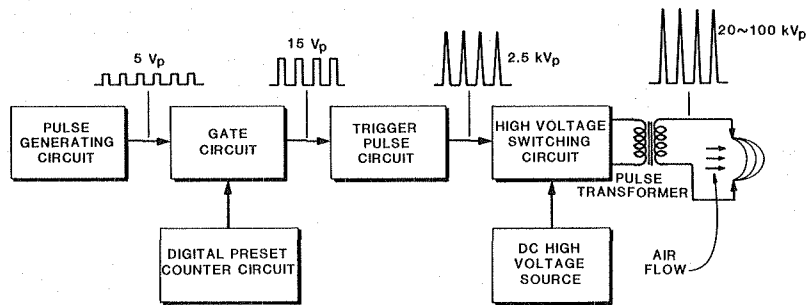 5 Vp
15 Vp
2.5 kVp
20~100 kVp
PULSE
GENERATING
CIRCUIT
GATE
CIRCUIT
TRIGGER
PULSE
CIRCUIT
HIGH VOLTAGE
SWITCHING
CIRCUIT
PULSE
TRANSFORMER
DIGITAL PRESET
COUNTER CIRCUIT
DC HIGH
VOLTAGE
SOURCE
AIR
FLOW